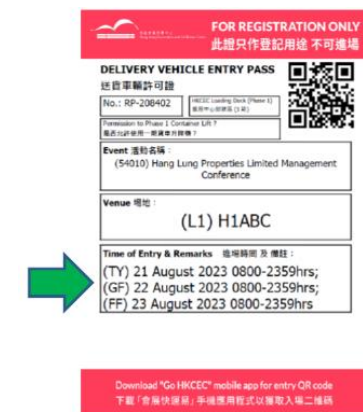 FOR REGISTRATION ONLY
此證只作登記用途 不可進場
DELIVERY VEHICLE ENTRY PASS
送貨車輛許可證
No.: RP-208402
HKCEC Loading Dock (Phase 1)
Permission to Phase 1 Container Lift ?
Event 活動名稱：
(54010) Hang Lung Properties Limited Management
Conference
Venue 場地：
(L1) H1ABC
Time of Entry & Remarks 進場時間 及 備註：
(TY) 21 August 2023 0800-2359hrs;
(GF) 22 August 2023 0800-2359hrs;
(FF) 23 August 2023 0800-2359hrs
Download "Go HKCEC" mobile app for entry QR code
下載「會展快搜易」手機應用程式以獲取入場二維碼